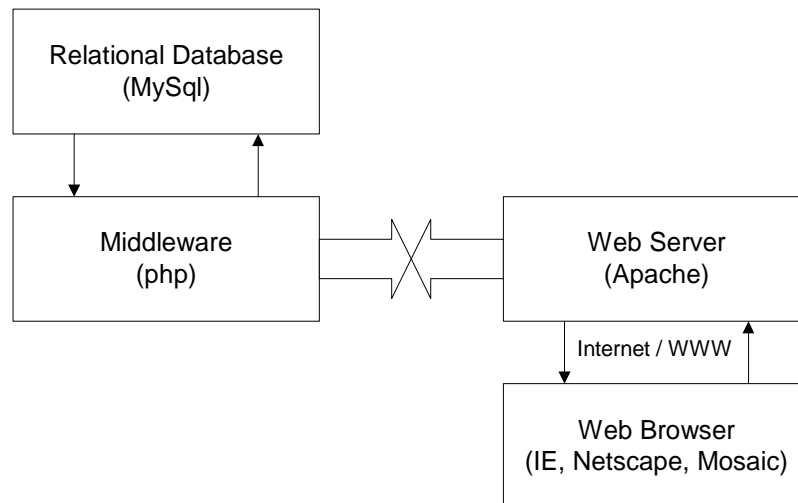 Relational Database
(MySql)
Middleware
(php)
Web Server
(Apache)
Internet / WWW
Web Browser
(IE, Netscape, Mosaic)